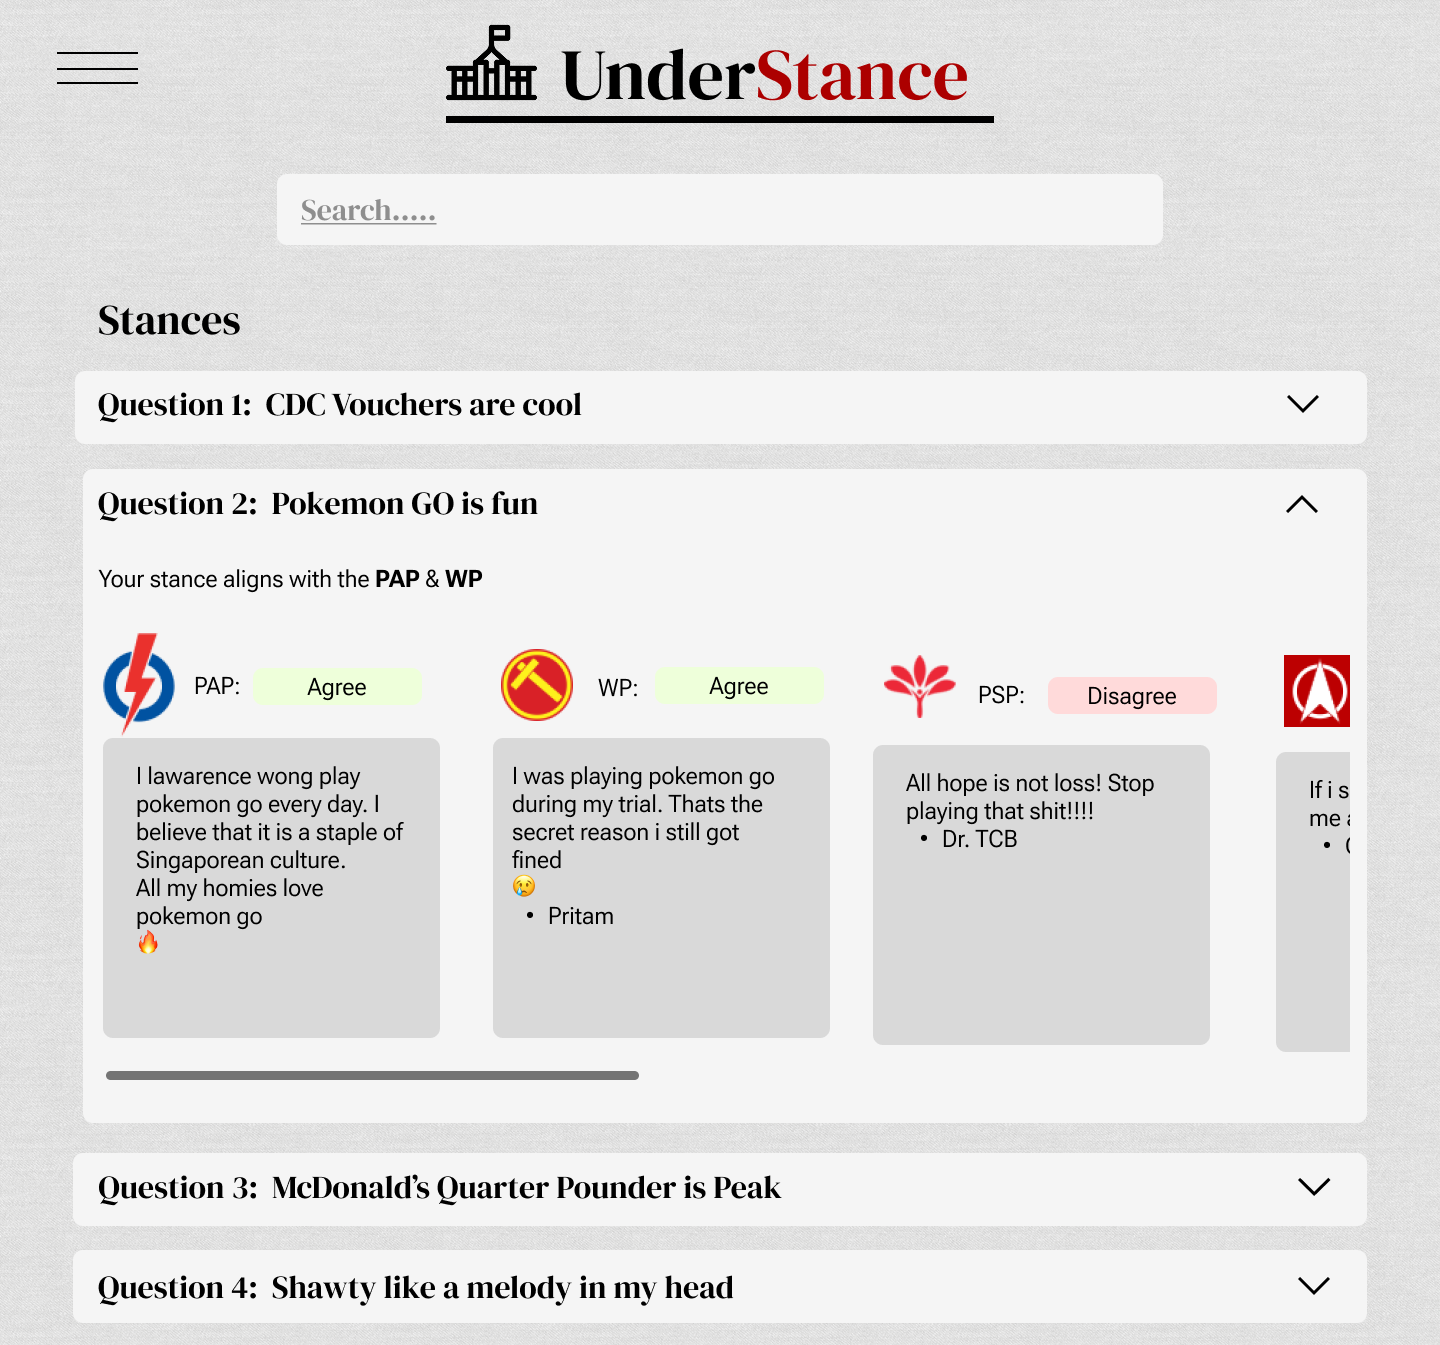 UnderStance
Search.....
Stances
Question 1: CDC Vouchers are cool
Question 2: Pokemon GO is fun
Your stance aligns with the PAP & WP
PAP: Agree
WP: Agree
PSP: Disagree
I lawarence wong play
pokemon go every day. I
believe that it is a staple of
Singaporean culture.
All my homies love
pokemon go
🔥
I was playing pokemon go
during my trial. Thats the
secret reason i still got
fined
😢
• Pritam
All hope is not loss! Stop
playing that shit!!!!
• Dr. TCB
If i
me
Question 3: McDonald’s Quarter Pounder is Peak
Question 4: Shawty like a melody in my head